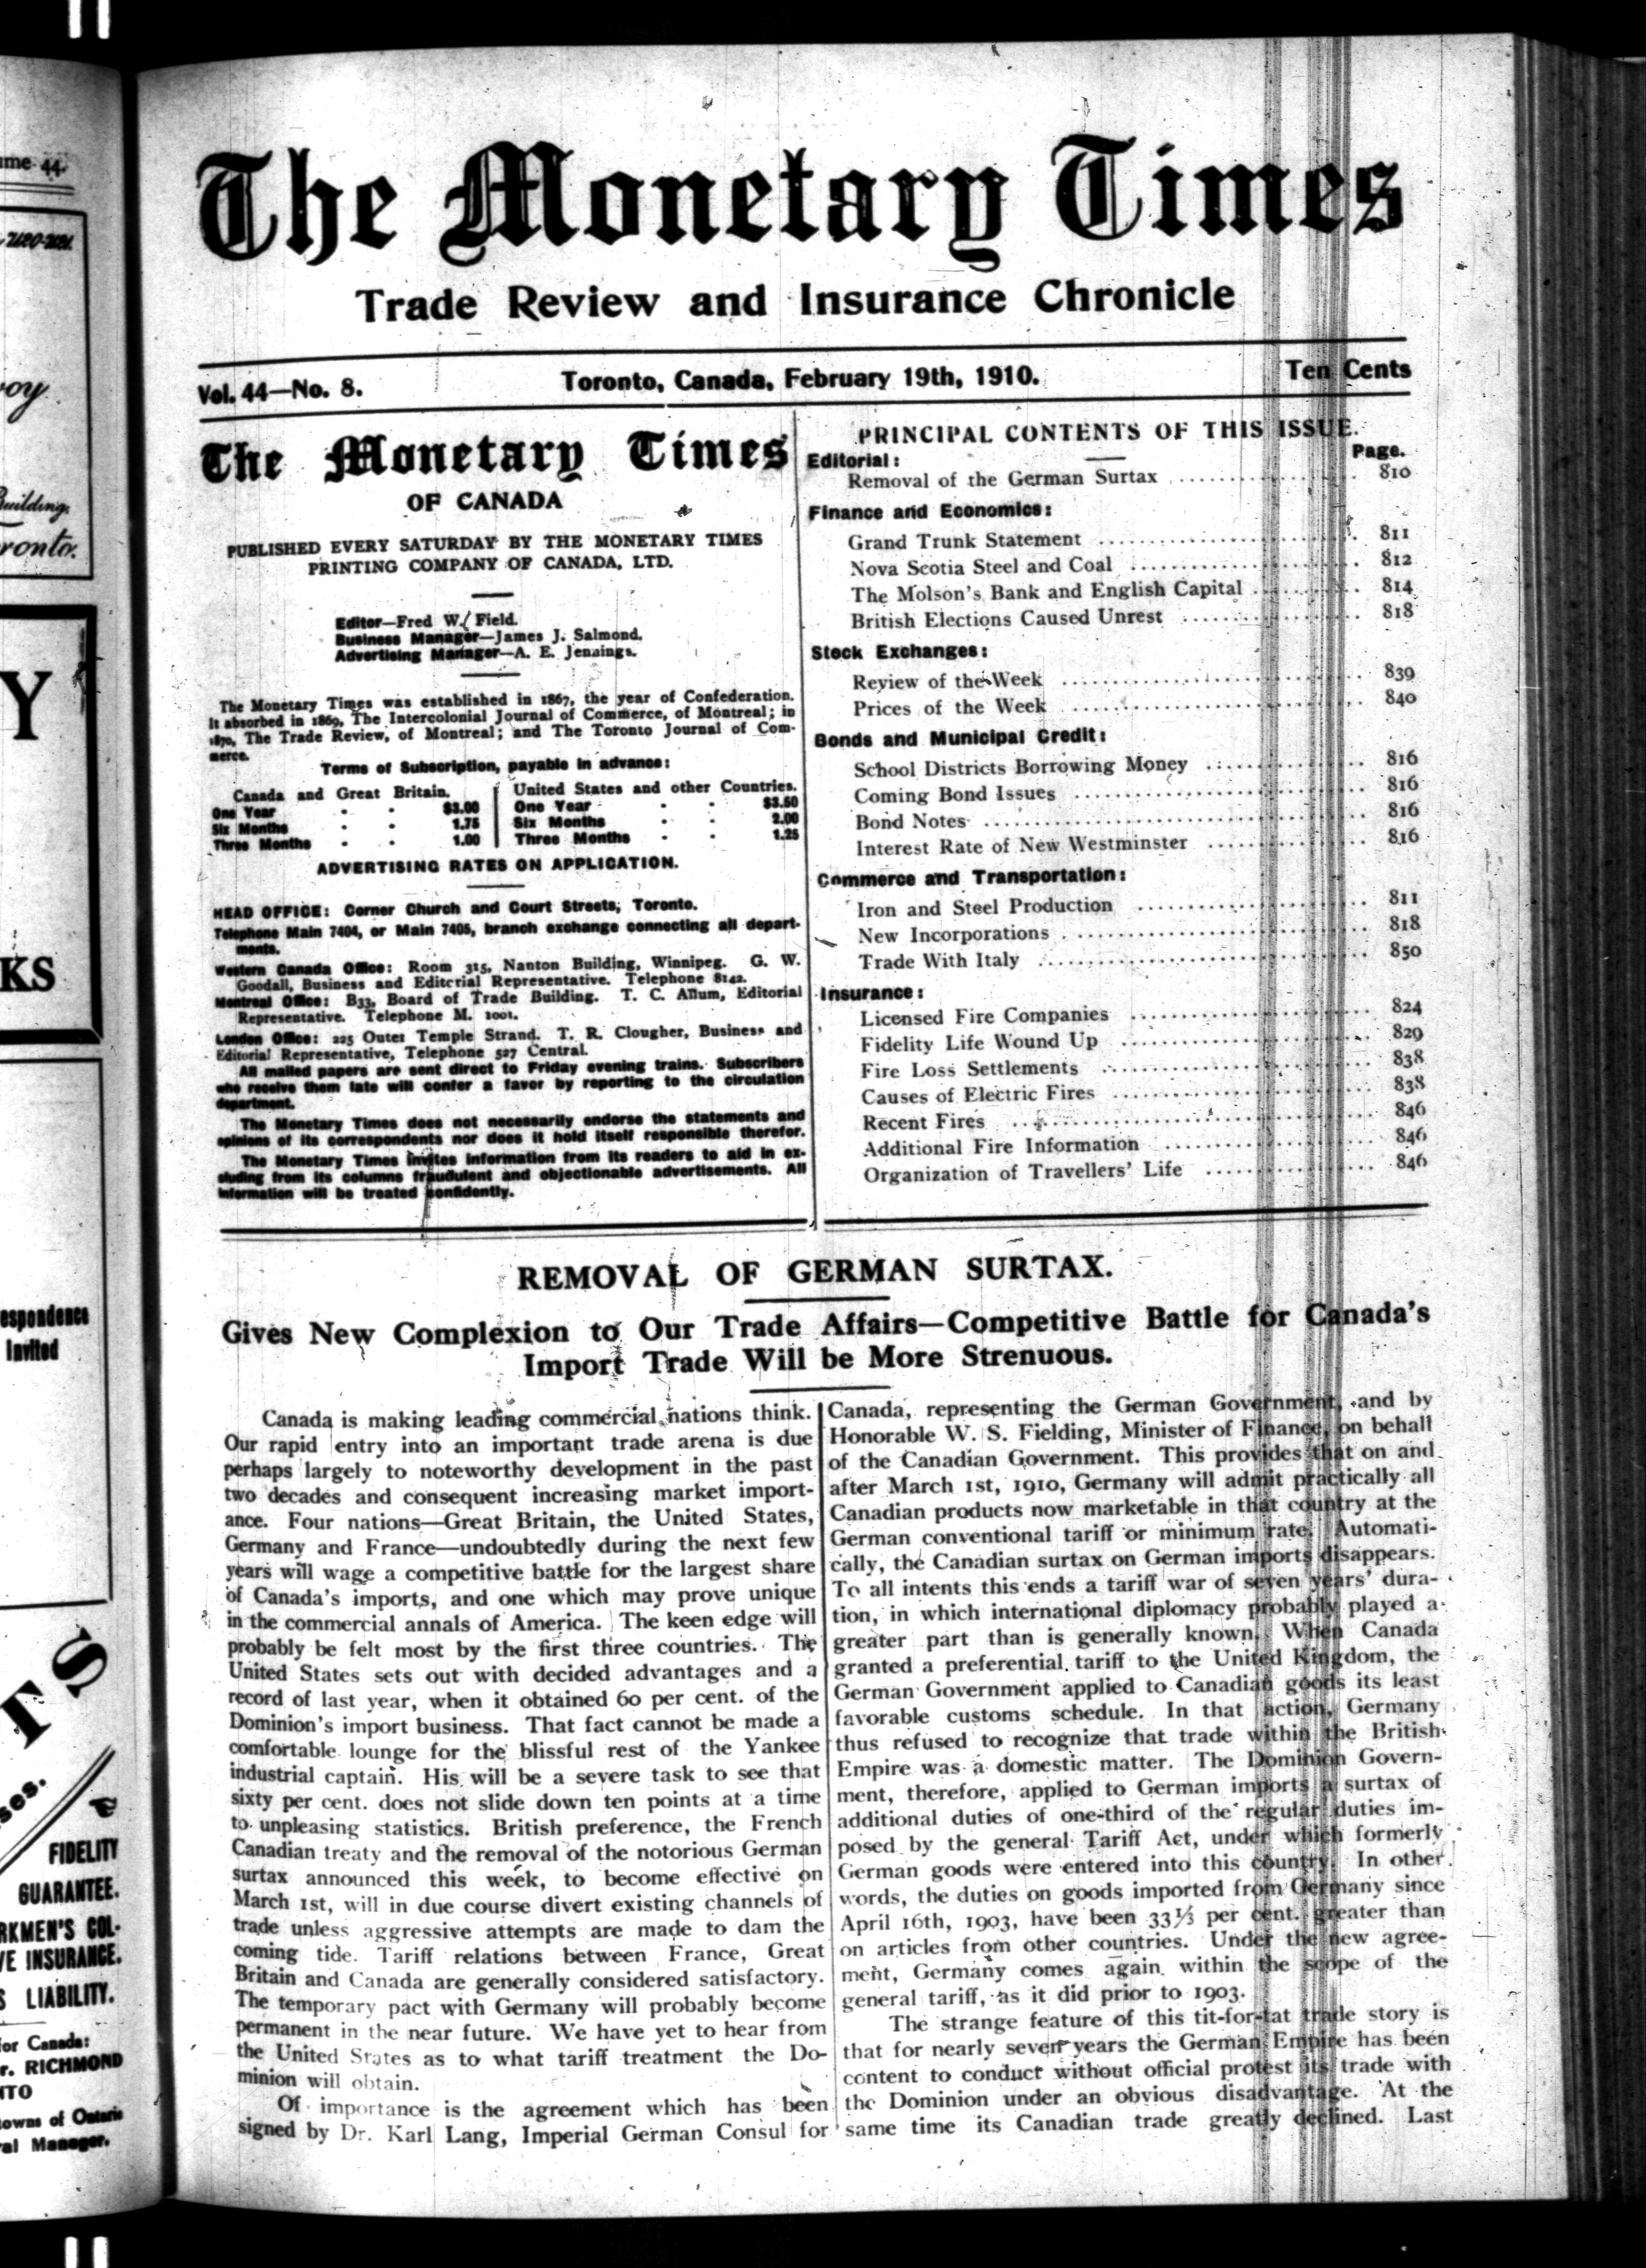 ume 44.
The Monetary Times
Trade Review and Insurance Chronicle
Vol. 44—No. 8.
Toronto, Canada, February 19th, 1910.
Ten Cents
The Monetary Times
OF CANADA
PUBLISHED EVERY SATURDAY BY THE MONETARY TIMES
PRINTING COMPANY OF CANADA, LTD.
Editor—Fred W. Field.
Business Manager—James J. Salmond.
Advertising Manager—A. E. Jennings.
The Monetary Times was established in 1867, the year of Confederation.
It absorbed in 1869, The Intercolonial Journal of Commerce, of Montreal; in
1870, The Trade Review, of Montreal; and The Toronto Journal of Com-
merce.
Terms of Subscription, payable in advance:
Canada and Great Britain.
One Year - - $3.00
Six Months - - 1.75
Three Months - - 1.00
United States and other Countries.
One Year - - $3.50
Six Months - - 2.00
Three Months - - 1.25
ADVERTISING RATES ON APPLICATION.
HEAD OFFICE: Corner Church and Court Streets, Toronto.
Telephone Main 7404, or Main 7405, branch exchange connecting all depart-
ments.
Western Canada Office: Room 315, Nanton Building, Winnipeg. G. W.
Goodall, Business and Editorial Representative. Telephone 8142.
Montreal Office: B33, Board of Trade Building. T. C. Allum, Editorial
Representative. Telephone M. 1001.
London Office: 225 Outer Temple Strand. T. R. Clougher, Business and
Editorial Representative, Telephone 527 Central.
All mailed papers are sent direct to Friday evening trains. Subscribers
who receive them late will confer a favor by reporting to the circulation
department.
The Monetary Times does not necessarily endorse the statements and
opinions of its correspondents nor does it hold itself responsible therefor.
The Monetary Times invites information from its readers to aid in ex-
cluding from its columns fraudulent and objectionable advertisements. All
information will be treated confidently.
PRINCIPAL CONTENTS OF THIS ISSUE.
Page.
Editorial:
Removal of the German Surtax 810
Finance and Economics:
Grand Trunk Statement 811
Nova Scotia Steel and Coal 812
The Molson's Bank and English Capital 814
British Elections Caused Unrest 818
Stock Exchanges:
Review of the Week 839
Prices of the Week 840
Bonds and Municipal Credit:
School Districts Borrowing Money 816
Coming Bond Issues 816
Bond Notes 816
Interest Rate of New Westminster 816
Commerce and Transportation:
Iron and Steel Production 811
New Incorporations 818
Trade With Italy 850
Insurance:
Licensed Fire Companies 824
Fidelity Life Wound Up 829
Fire Loss Settlements 838
Causes of Electric Fires 838
Recent Fires 846
Additional Fire Information 846
Organization of Travellers' Life 846
REMOVAL OF GERMAN SURTAX.
Gives New Complexion to Our Trade Affairs—Competitive Battle for Canada's
Import Trade Will be More Strenuous.
Canada is making leading commercial nations think.
Our rapid entry into an important trade arena is due
perhaps largely to noteworthy development in the past
two decades and consequent increasing market import-
ance. Four nations—Great Britain, the United States,
Germany and France—undoubtedly during the next few
years will wage a competitive battle for the largest share
of Canada's imports, and one which may prove unique
in the commercial annals of America. The keen edge will
probably be felt most by the first three countries. The
United States sets out with decided advantages and a
record of last year, when it obtained 60 per cent. of the
Dominion's import business. That fact cannot be made a
comfortable lounge for the blissful rest of the Yankee
industrial captain. His will be a severe task to see that
sixty per cent. does not slide down ten points at a time
to unpleasing statistics. British preference, the French
Canadian treaty and the removal of the notorious German
surtax announced this week, to become effective on
March 1st, will in due course divert existing channels of
trade unless aggressive attempts are made to dam the
coming tide. Tariff relations between France, Great
Britain and Canada are generally considered satisfactory.
The temporary pact with Germany will probably become
permanent in the near future. We have yet to hear from
the United States as to what tariff treatment the Do-
minion will obtain.
Of importance is the agreement which has been
signed by Dr. Karl Lang, Imperial German Consul for
Canada, representing the German Government, and by
Honorable W. S. Fielding, Minister of Finance, on behalf
of the Canadian Government. This provides that on and
after March 1st, 1910, Germany will admit practically all
Canadian products now marketable in that country at the
German conventional tariff or minimum rate. Automati-
cally, the Canadian surtax on German imports disappears.
To all intents this ends a tariff war of seven years' dura-
tion, in which international diplomacy probably played a
greater part than is generally known. When Canada
granted a preferential tariff to the United Kingdom, the
German Government applied to Canadian goods its least
favorable customs schedule. In that action, Germany
thus refused to recognize that trade within the British
Empire was a domestic matter. The Dominion Govern-
ment, therefore, applied to German imports a surtax of
additional duties of one-third of the regular duties im-
posed by the general Tariff Act, under which formerly
German goods were entered into this country. In other
words, the duties on goods imported from Germany since
April 16th, 1903, have been 33⅓ per cent. greater than
on articles from other countries. Under the new agree-
ment, Germany comes again within the scope of the
general tariff, as it did prior to 1903.
The strange feature of this tit-for-tat trade story is
that for nearly seven years the German Empire has been
content to conduct without official protest its trade with
the Dominion under an obvious disadvantage. At the
same time its Canadian trade greatly declined. Last
Building,
ronto.
Y
KS
espondence
Invited
TS
ses.
FIDELITY
GUARANTEE.
RKMEN'S COL-
VE INSURANCE.
S LIABILITY.
for Canada:
r. RICHMOND
NTO
towns of Ontario
ral Manager.